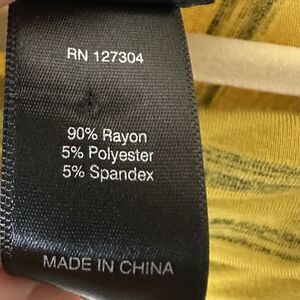 RN 127304
90% Rayon
5% Polyester
5% Spandex
MADE IN CHINA